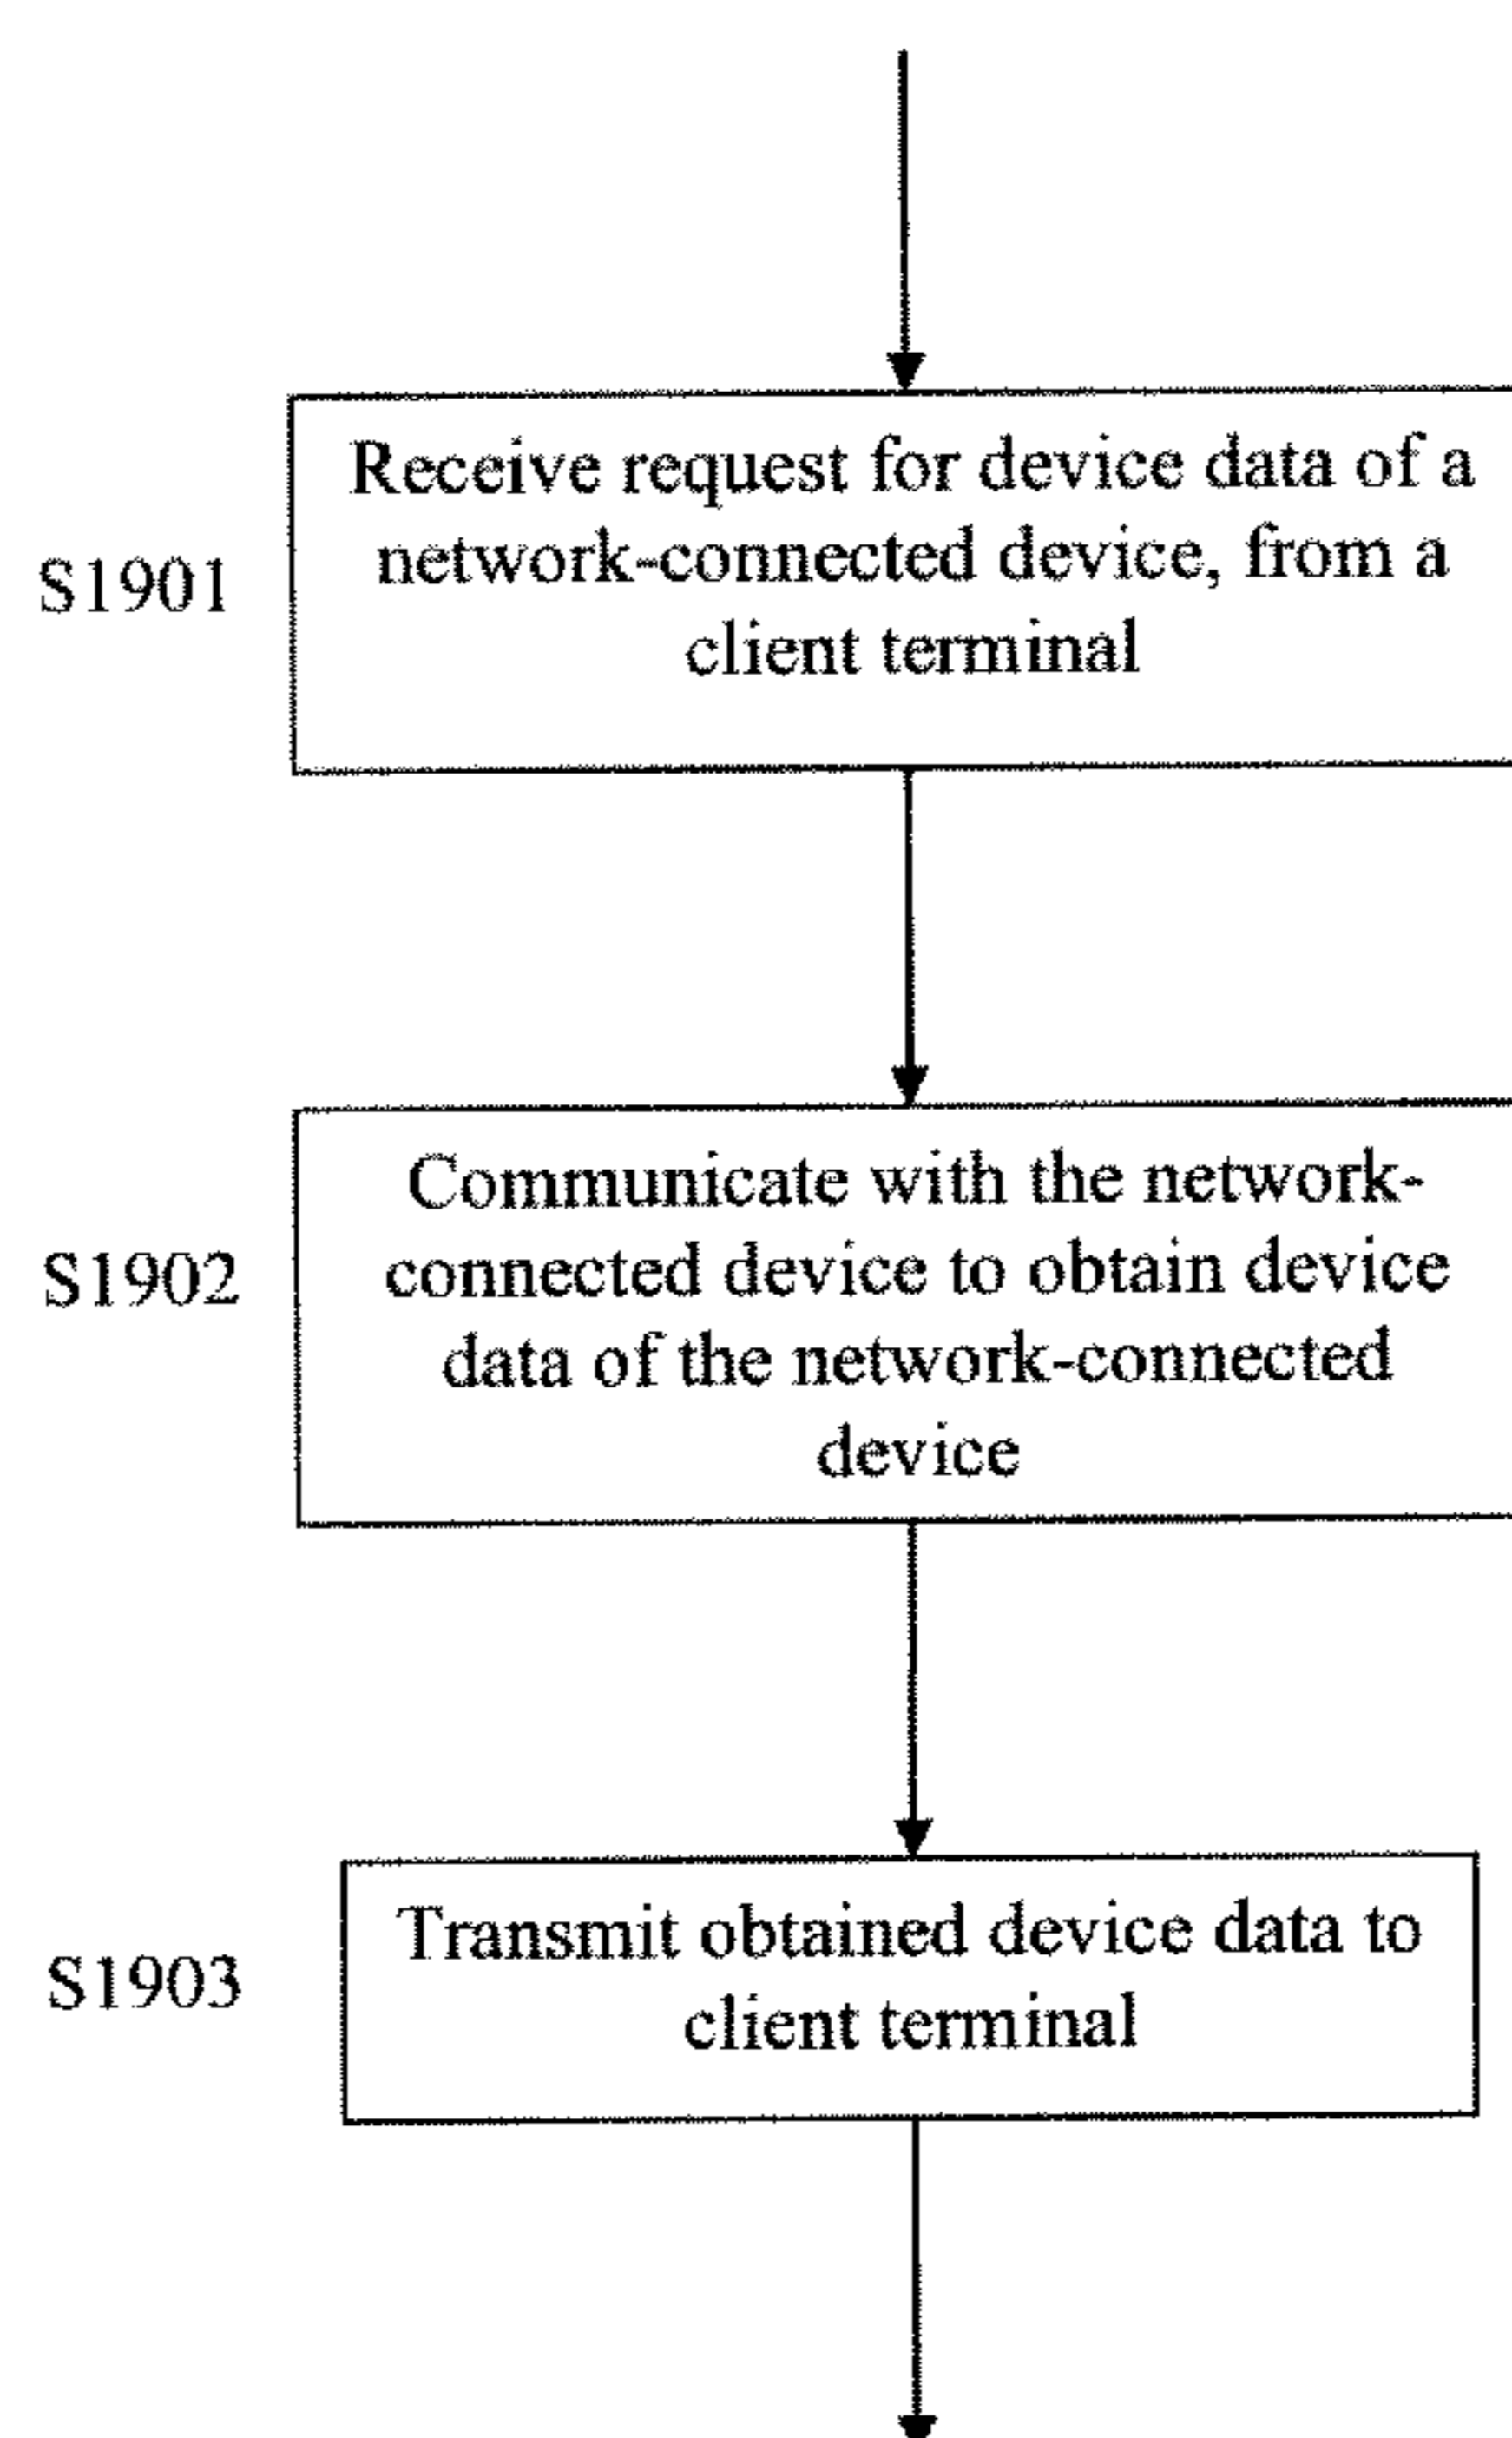 Receive request for device data of a
network-connected device, from a
client terminal
S1901
Communicate with the network-
connected device to obtain device
data of the network-connected
device
S1902
Transmit obtained device data to
client terminal
S1903